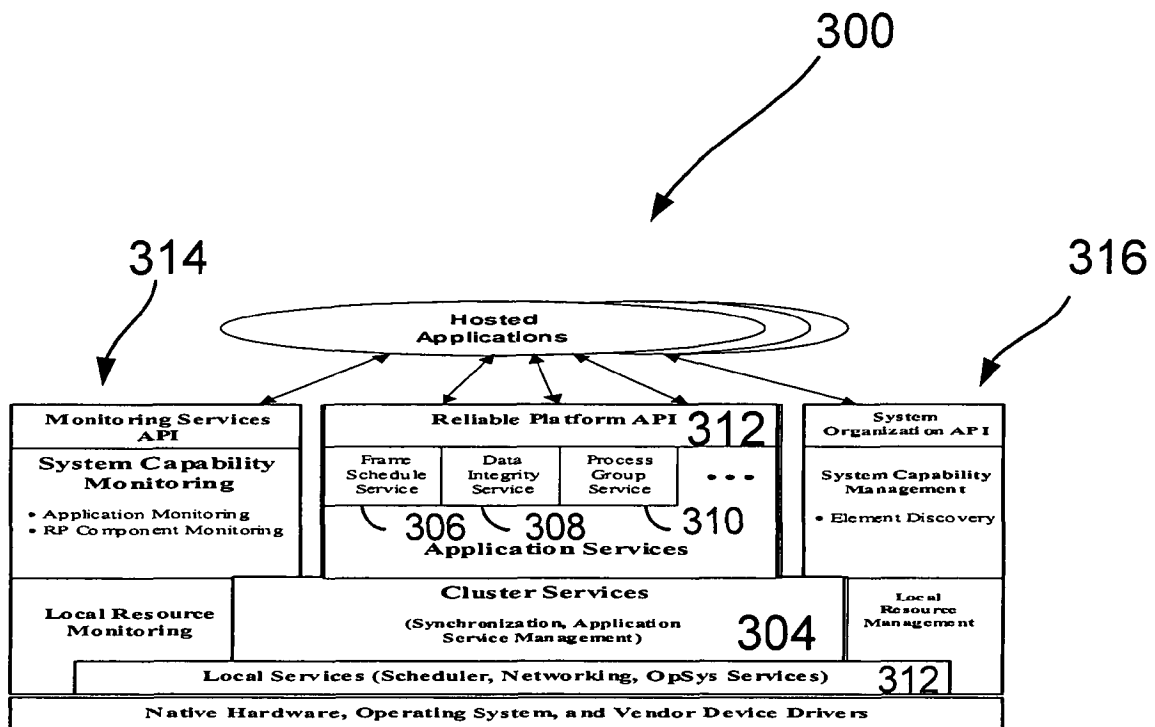 300
314
316
Hosted
Applications
Monitoring Services
API
System Capability
Monitoring
• Application Monitoring
• RP Component Monitoring
Reliable Platform API 312
Frame
Schedule
Service
Data
Integrity
Service
Process
Group
Service
• • •
306
308
310
Application Services
System
Organization API
System Capability
Management
• Element Discovery
Local Resource
Monitoring
Cluster Services
(Synchronization, Application
Service Management)
304
Local
Resource
Management
Local Services (Scheduler, Networking, OpSys Services) 312
Native Hardware, Operating System, and Vendor Device Drivers